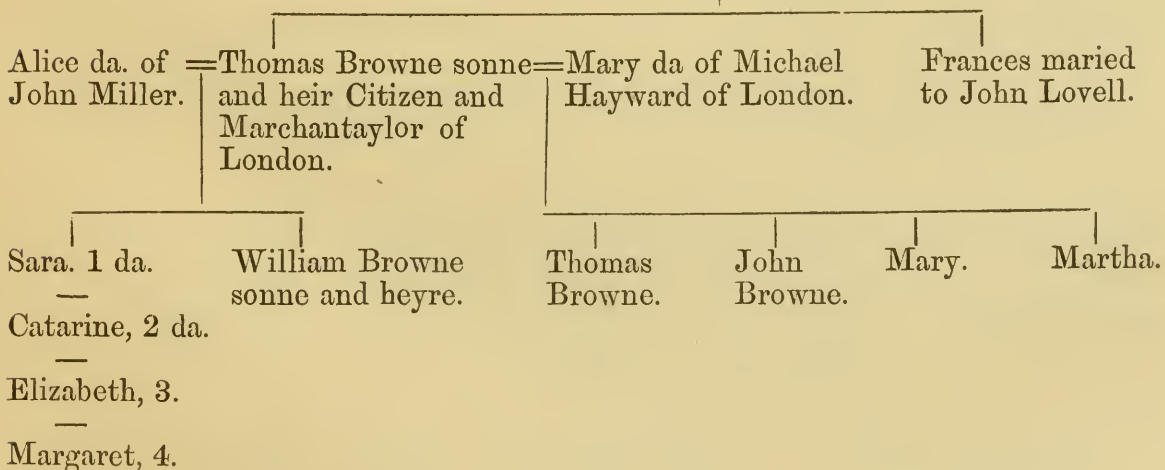 Alice da. of =Thomas Browne sonne=Mary da of Michael Frances maried
John Miller. and heir Citizen and Hayward of London. to John Lovell.
Marchantaylor of
London.
Sara. 1 da. William Browne Thomas John Mary. Martha.
sonne and heyre. Browne. Browne.
Catarine, 2 da.
Elizabeth, 3.
Margaret, 4.